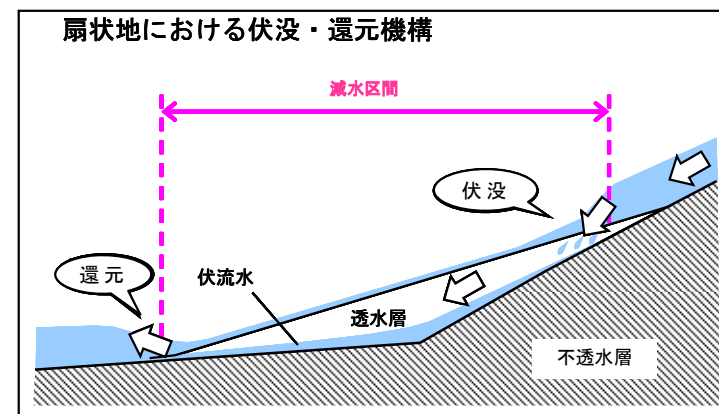 扇状地における伏没・還元機構
減水区間
伏没
還元
伏流水
透水層
不透水層